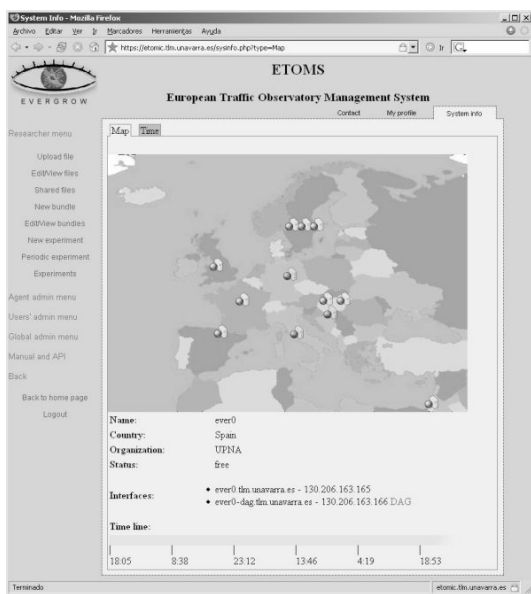 System Info - Mozilla Firefox
Archivo Editar Ver Ir Marcadores Herramientas Ayuda
https://etomic.tlm.unavarra.es/sysinfo.php?type=Map
Ir
G
EVERGROW
ETOMS
European Traffic Observatory Management System
Contact My profile System info
Map Time
Researcher menu
Upload file
Edit/View files
Shared files
New bundle
Edit/View bundles
New experiment
Periodic experiment
Experiments
Agent admin menu
Users' admin menu
Global admin menu
Manual and API
Back
Back to home page
Logout
Name: ever0
Country: Spain
Organization: UPNA
Status: free
Interfaces:
• ever0.tlm.unavarra.es - 130.206.163.165
• ever0-dag.tlm.unavarra.es - 130.206.163.166 DAG
Time line:
18:05 8:38 23:12 13:46 4:19 18:53
Terminado etomic.tlm.unavarra.es